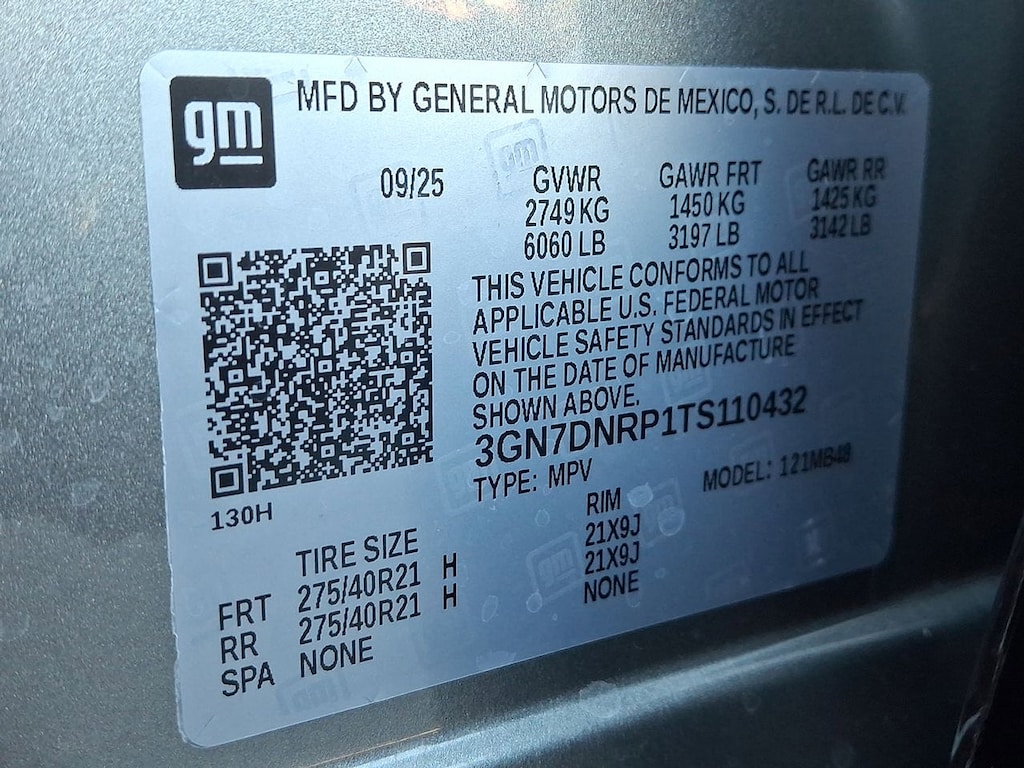 gm
MFD BY GENERAL MOTORS DE MEXICO, S. DE R.L. DE C.V.
09/25 GVWR GAWR FRT GAWR RR
2749 KG 1450 KG 1425 KG
6060 LB 3197 LB 3142 LB
THIS VEHICLE CONFORMS TO ALL
APPLICABLE U.S. FEDERAL MOTOR
VEHICLE SAFETY STANDARDS IN EFFECT
ON THE DATE OF MANUFACTURE
SHOWN ABOVE.
3GN7DNRP1TS110432
TYPE: MPV MODEL: 121MB48
130H
TIRE SIZE RIM
FRT 275/40R21 H 21X9J
RR 275/40R21 H 21X9J
SPA NONE NONE